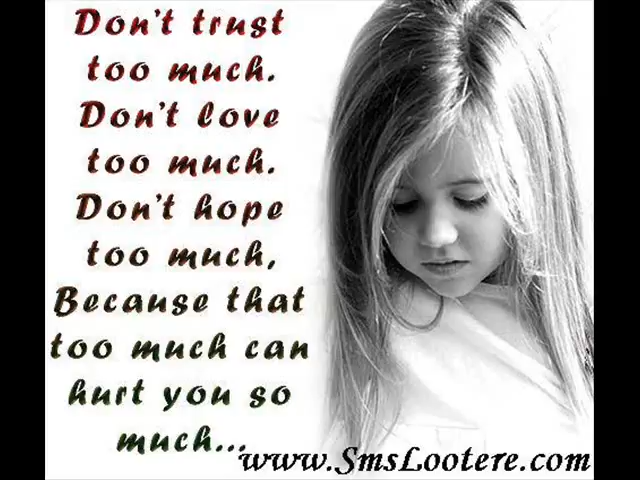 Don't trust
too much.
Don't love
too much.
Don't hope
too much,
Because that
too much can
hurt you so
much...
www.SmsLootere.com